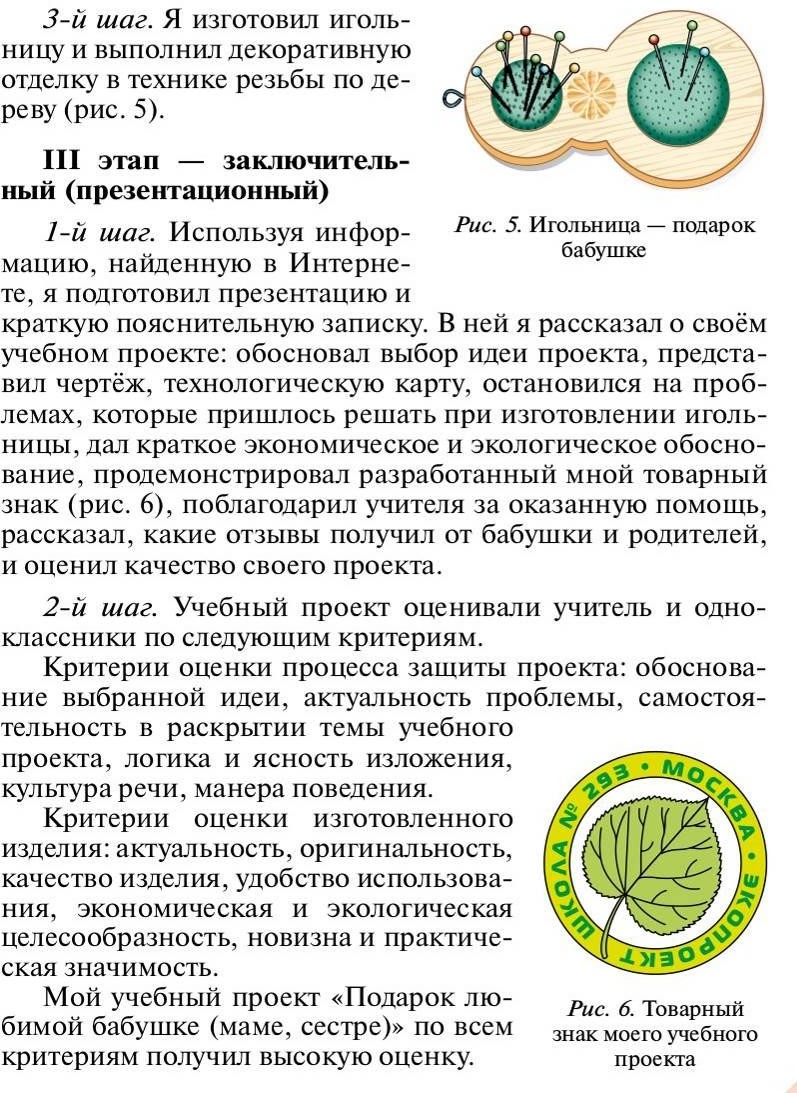 3-й шаг. Я изготовил иголь-
ницу и выполнил декоративную
отделку в технике резьбы по де-
реву (рис. 5).
Рис. 5. Игольница — подарок
бабушке
III этап — заключитель-
ный (презентационный)
1-й шаг. Используя инфор-
мацию, найденную в Интерне-
те, я подготовил презентацию и
краткую пояснительную записку. В ней я рассказал о своём
учебном проекте: обосновал выбор идеи проекта, предста-
вил чертёж, технологическую карту, остановился на проб-
лемах, которые пришлось решать при изготовлении иголь-
ницы, дал краткое экономическое и экологическое обосно-
вание, продемонстрировал разработанный мной товарный
знак (рис. 6), поблагодарил учителя за оказанную помощь,
рассказал, какие отзывы получил от бабушки и родителей,
и оценил качество своего проекта.
2-й шаг. Учебный проект оценивали учитель и одно-
классники по следующим критериям.
Критерии оценки процесса защиты проекта: обоснова-
ние выбранной идеи, актуальность проблемы, самостоя-
тельность в раскрытии темы учебного
проекта, логика и ясность изложения,
культура речи, манера поведения.
Критерии оценки изготовленного
изделия: актуальность, оригинальность,
качество изделия, удобство использова-
ния, экономическая и экологическая
целесообразность, новизна и практиче-
ская значимость.
Мой учебный проект «Подарок лю-
бимой бабушке (маме, сестре)» по всем
критериям получил высокую оценку.
ШКОЛА № 293 • МОСКВА • ЭКОПРОЕКТ
Рис. 6. Товарный
знак моего учебного
проекта